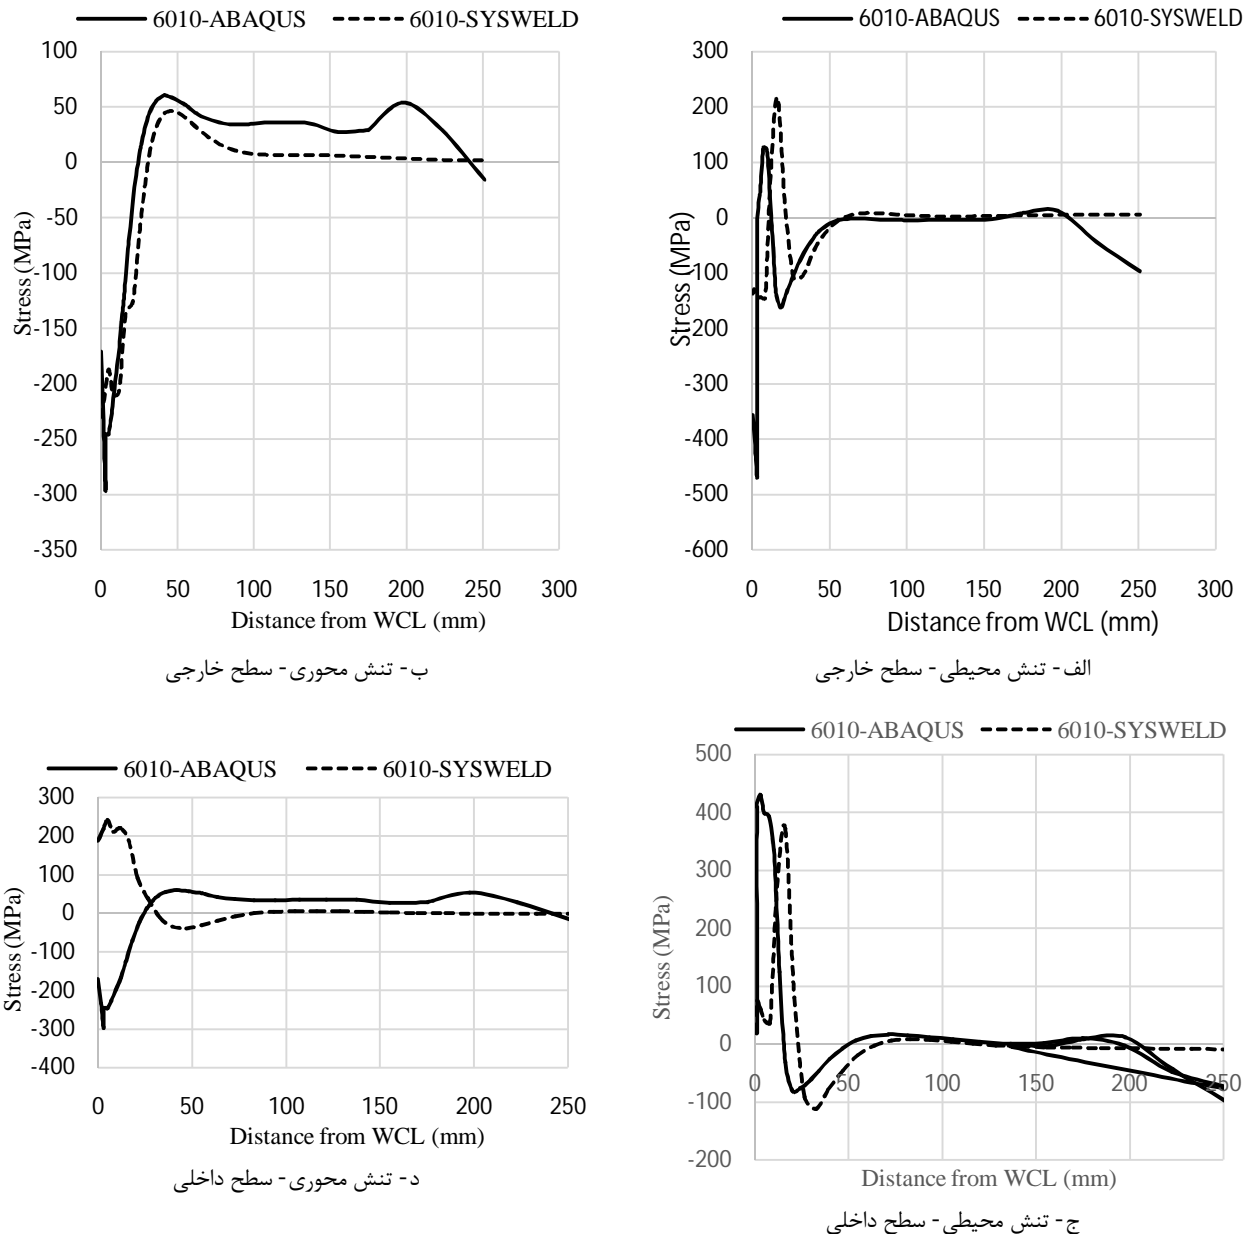 6010-ABAQUS 6010-SYSWELD
100
50
0
-50
-100
-150
-200
-250
-300
-350
0 50 100 150 200 250 300
Stress (MPa)
Distance from WCL (mm)
ب- تنش محوری- سطح خارجی
6010-ABAQUS 6010-SYSWELD
300
200
100
0
-100
-200
-300
-400
-500
-600
0 50 100 150 200 250 300
Stress (MPa)
Distance from WCL (mm)
الف- تنش محیطی- سطح خارجی
6010-ABAQUS 6010-SYSWELD
300
200
100
0
-100
-200
-300
-400
0 50 100 150 200 250
Stress (MPa)
Distance from WCL (mm)
د- تنش محوری- سطح داخلی
6010-ABAQUS 6010-SYSWELD
500
400
300
200
100
0
-100
-200
0 50 100 150 200 250
Stress (MPa)
Distance from WCL (mm)
ج- تنش محیطی- سطح داخلی